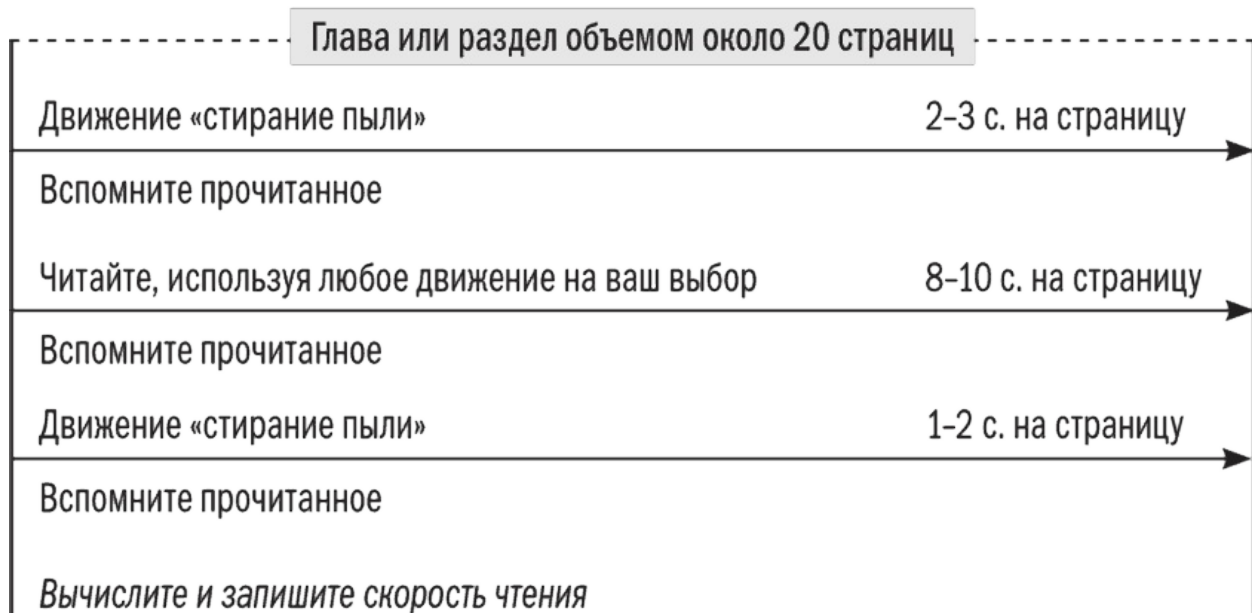 Глава или раздел объемом около 20 страниц
Движение «стирание пыли» 2–3 с. на страницу
Вспомните прочитанное
Читайте, используя любое движение на ваш выбор 8–10 с. на страницу
Вспомните прочитанное
Движение «стирание пыли» 1–2 с. на страницу
Вспомните прочитанное
Вычислите и запишите скорость чтения